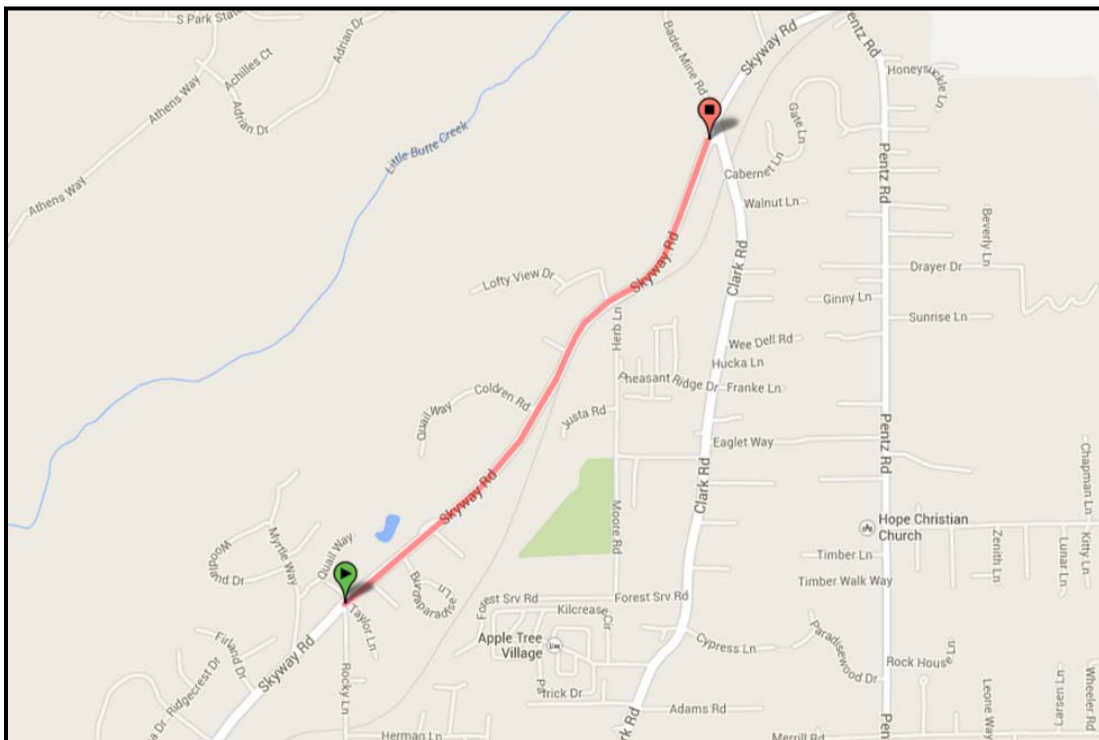 S Park State
Bader Mine Rd
Skyway Rd
Pentz Rd
Achilles Ct
Adrian Dr
Honeysuckle Ln
Athens Way
Adrian Dr
Gate Ln
Little Butte Creek
Pentz Rd
Cabernet Ln
Athens Way
Walnut Ln
Beverly Ln
Skyway Rd
Clark Rd
Drayer Dr
Lofty View Dr
Ginny Ln
Sunrise Ln
Herb Ln
Wee Dell Rd
Hucka Ln
Pheasant Ridge Dr
Franke Ln
Coldren Rd
Quail Way
Justa Rd
Eaglet Way
Pentz Rd
Clark Rd
Chapman Ln
Skyway Rd
Moore Rd
Hope Christian
Church
Myrtle Way
Quail Way
Woodland Dr
Zenith Ln
Lunar Ln
Kitty Ln
Timber Ln
Timber Walk Way
Forest Srv Rd
Forest Srv Rd
Kilcrease Cir
Taylor Ln
Apple Tree
Village
Cypress Ln
Paradisewood Dr
Firland Dr
Skyway Rd
Rock House Ln
Ridgecrest Dr
Rocky Ln
Adams Rd
Leone Way
Larsen Ln
Wheeler Rd
Herman Ln
Merrill Rd